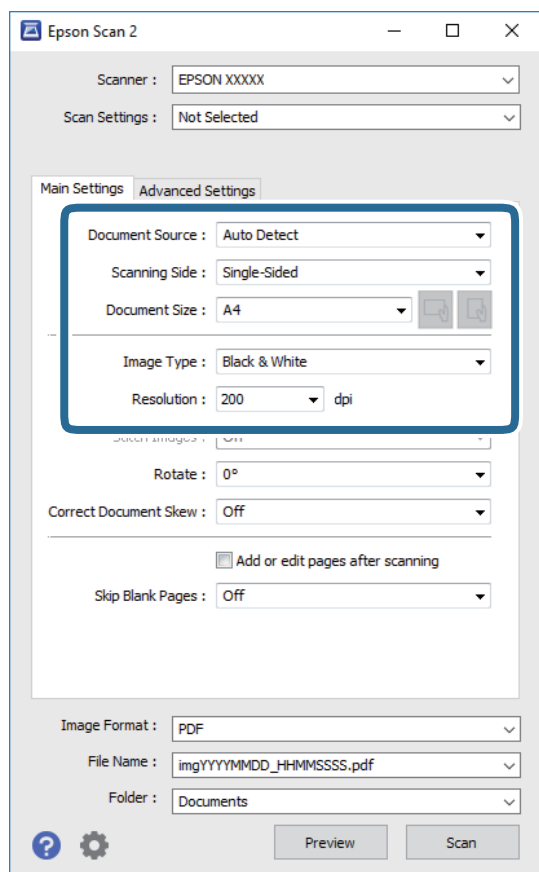 Epson Scan 2
Scanner : EPSON XXXXX
Scan Settings : Not Selected
Main Settings Advanced Settings
Document Source : Auto Detect
Scanning Side : Single-Sided
Document Size : A4
Image Type : Black & White
Resolution : 200 dpi
Stitch Images : Off
Rotate : 0°
Correct Document Skew : Off
Add or edit pages after scanning
Skip Blank Pages : Off
Image Format : PDF
File Name : imgYYYYMMDD_HHMMSSSS.pdf
Folder : Documents
? Preview Scan